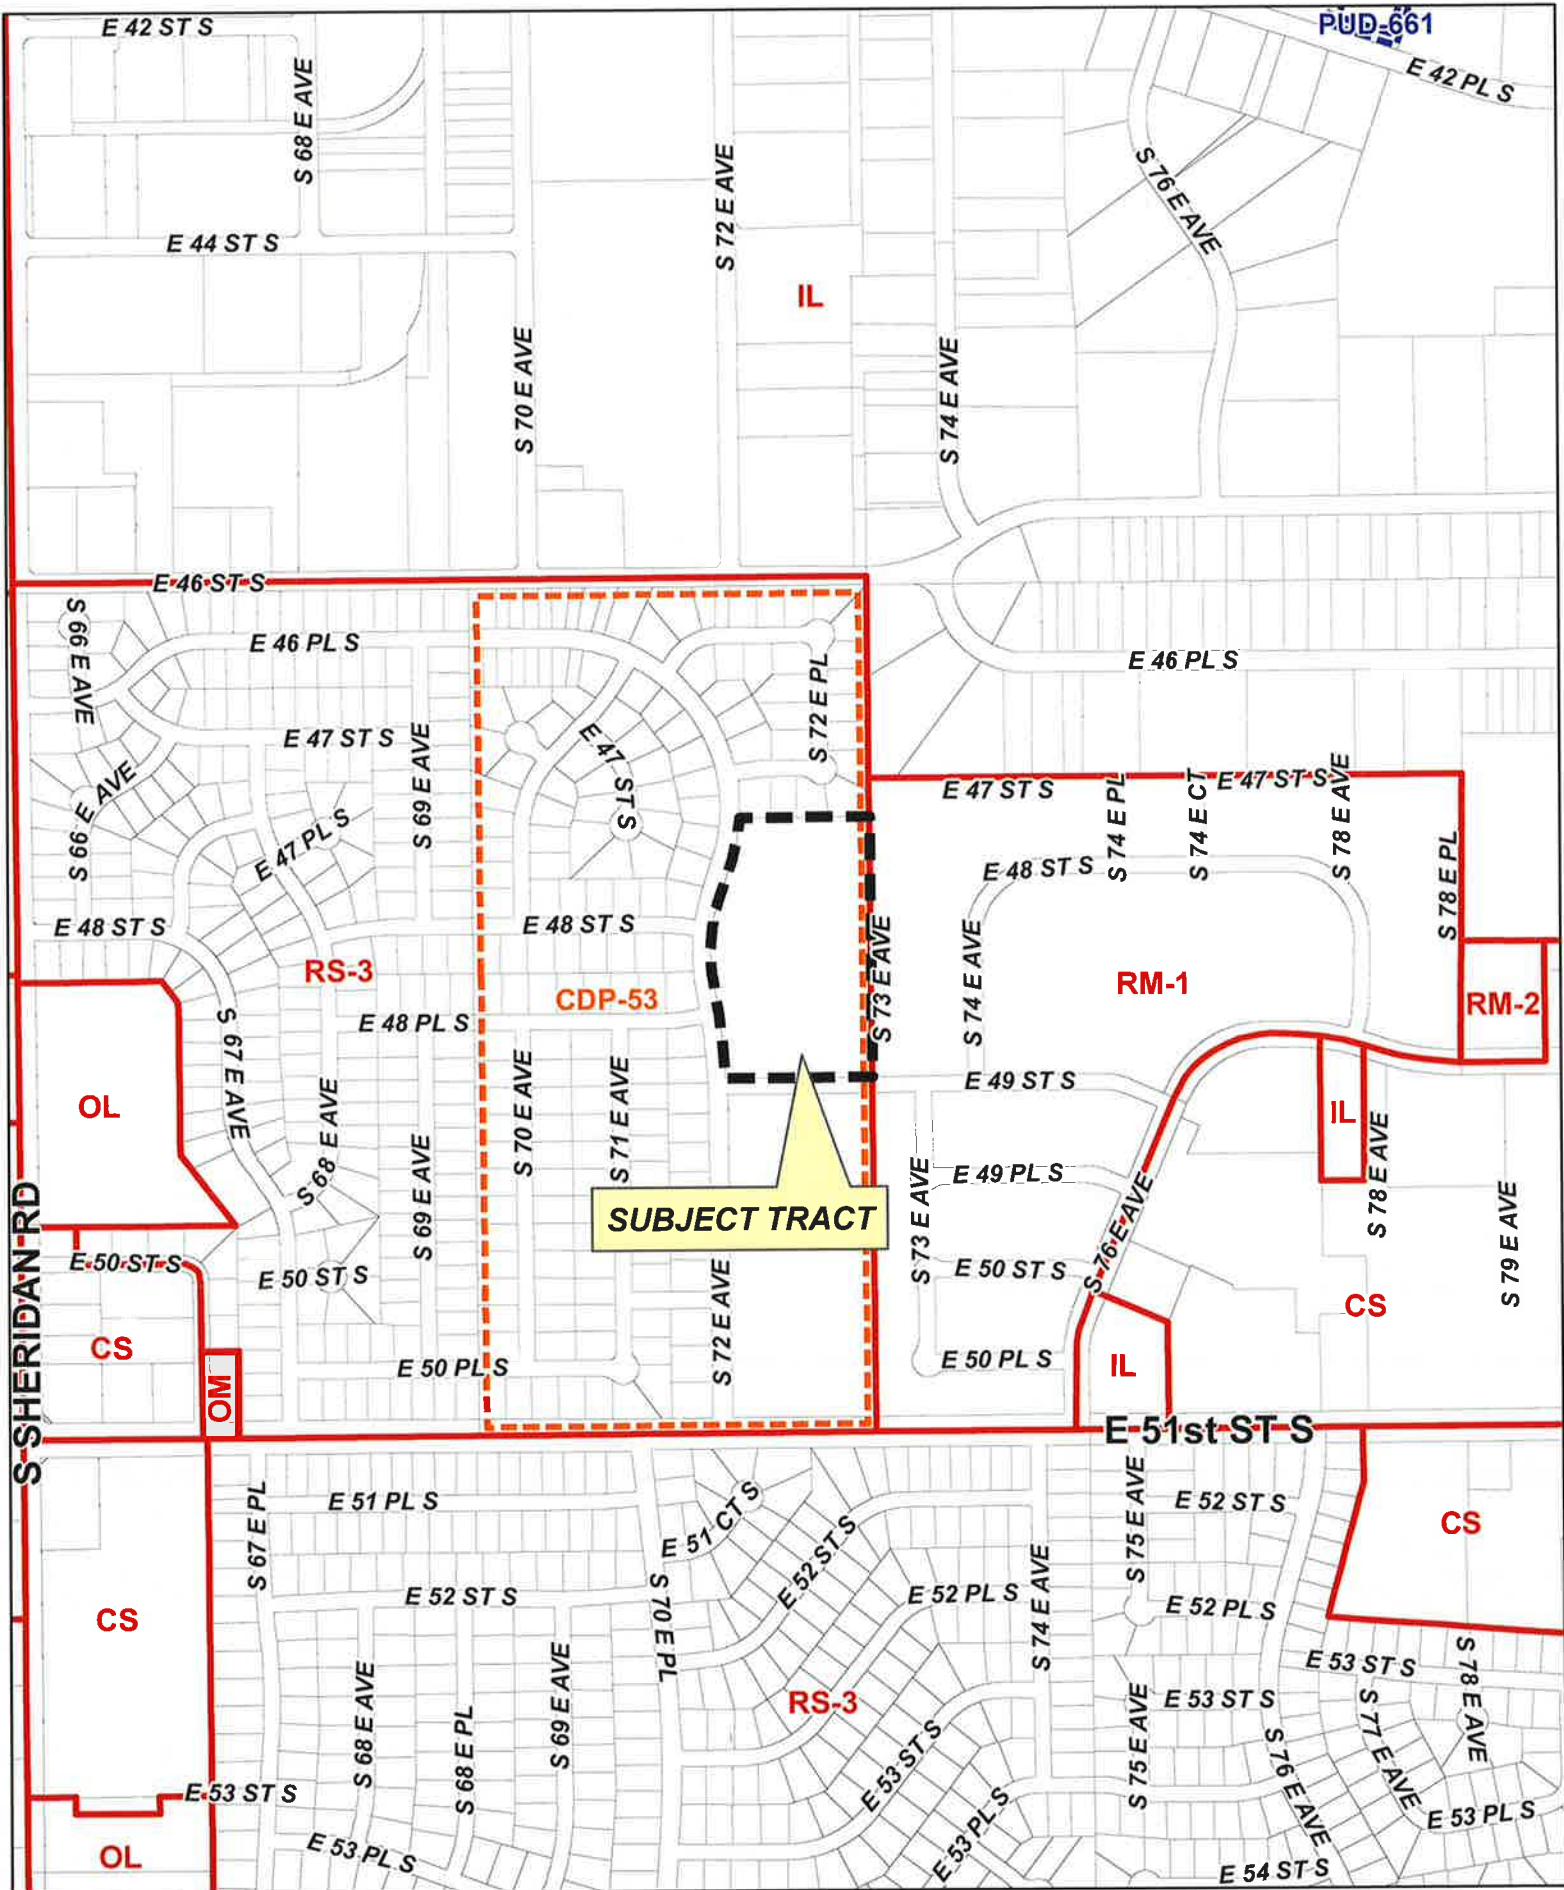 E 42 ST S
PUD-661
E 42 PL S
S 68 E AVE
S 72 E AVE
S 76 E AVE
E 44 ST S
IL
S 70 E AVE
S 74 E AVE
E 46 ST S
S 66 E AVE
E 46 PL S
E 46 PL S
S 72 E PL
E 47 ST S
S 69 E AVE
E 47 ST S
E 47 ST S
S 74 E PL
S 74 E CT
E 47 ST S
S 78 E AVE
S 66 E AVE
E 47 PL S
E 48 ST S
S 78 E PL
E 48 ST S
E 48 ST S
S 73 E AVE
S 74 E AVE
RS-3
CDP-53
RM-1
RM-2
S 67 E AVE
E 48 PL S
OL
S 68 E AVE
S 69 E AVE
S 70 E AVE
S 71 E AVE
E 49 ST S
IL
S 78 E AVE
S 73 E AVE
E 49 PL S
S 76 E AVE
S 79 E AVE
SUBJECT TRACT
S SHERIDAN RD
E 50 ST S
E 50 ST S
S 72 E AVE
E 50 ST S
CS
CS
OM
E 50 PL S
E 50 PL S
IL
E 51st ST S
E 51 PL S
S 67 E PL
E 51 CT S
E 52 ST S
S 75 E AVE
E 52 ST S
CS
CS
E 52 ST S
S 70 E PL
E 52 PL S
S 74 E AVE
E 52 PL S
S 68 E AVE
S 68 E PL
S 69 E AVE
RS-3
E 53 ST S
S 75 E AVE
E 53 ST S
E 53 ST S
S 76 E AVE
S 77 E AVE
S 78 E AVE
E 53 ST S
E 53 PL S
E 53 PL S
OL
E 53 PL S
E 54 ST S